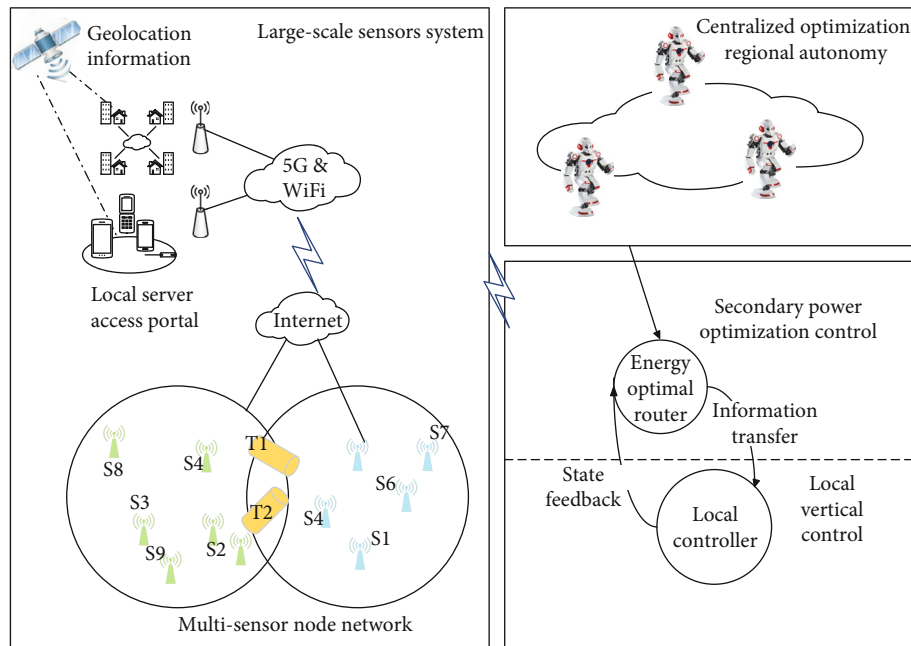 Geolocation
information
Large-scale sensors system
5G &
WiFi
Local server
access portal
Internet
T1
S7
S8
S4
S6
S3
T2
S4
S9
S2
S1
Multi-sensor node network
Centralized optimization
regional autonomy
Secondary power
optimization control
Energy
optimal
router
Information
transfer
State
feedback
Local
vertical
control
Local
controller